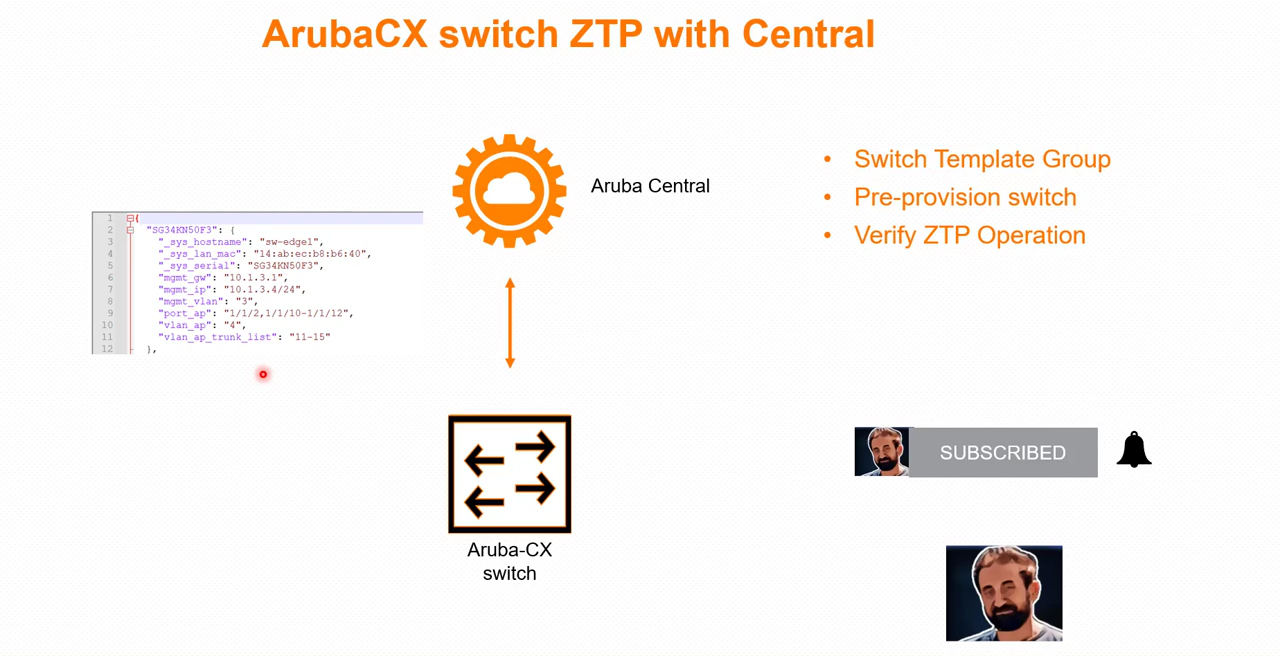 ArubaCX switch ZTP with Central
Aruba Central
• Switch Template Group
• Pre-provision switch
• Verify ZTP Operation
1 {
2 "SG34KN50F3": {
3 "_sys_hostname": "sw-edge1",
4 "_sys_lan_mac": "14:ab:ec:b8:b6:40",
5 "_sys_serial": "SG34KN50F3",
6 "mgmt_gw": "10.1.3.1",
7 "mgmt_ip": "10.1.3.4/24",
8 "mgmt_vlan": "3",
9 "port_ap": "1/1/2,1/1/10-1/1/12",
10 "vlan_ap": "4",
11 "vlan_ap_trunk_list": "11-15"
12 },
SUBSCRIBED
Aruba-CX
switch